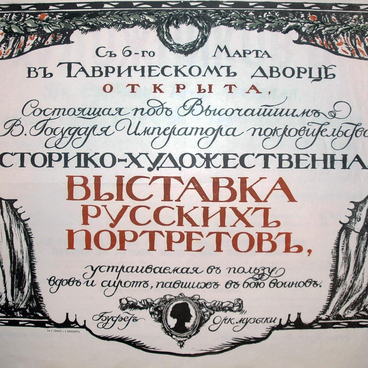 Съ 6-го Марта
въ Таврическомъ дворцѣ
ОТКРЫТА,
Состоящая подъ Высочайшимъ
В. Государя Императора покровительство
СТОРИКО-ХУДОЖЕСТВЕННА
ВЫСТАВКА
РУССКИХЪ
ПОРТРЕТОВЪ,
устраиваемая въ пользу
вдовъ и сиротъ, павшихъ въ бою воиновъ.
Буфетъ Орк. музыки